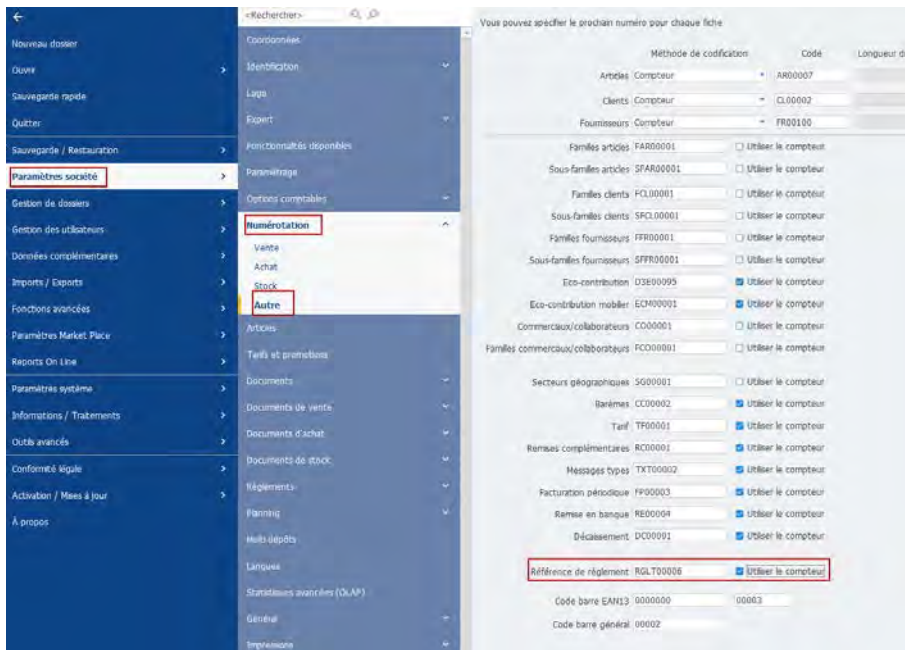 Nouveau dossier
Ouvrir
Sauvegarde rapide
Quitter
Sauvegarde / Restauration
Paramètres société
Gestion de dossiers
Gestion des utilisateurs
Données complémentaires
Imports / Exports
Fonctions avancées
Paramètres Market Place
Reports On Line
Paramètres système
Informations / Traitements
Outils avancés
Conformité légale
Activation / Mises à jour
À propos
<Rechercher>
Coordonnées
Identification
Logo
Expert
Fonctionnalités disponibles
Paramétrage
Options comptables
Numérotation
Vente
Achat
Stock
Autre
Articles
Tarifs et promotions
Documents
Documents de vente
Documents d'achat
Documents de stock
Règlements
Planning
Multi dépôts
Langues
Statistiques avancées (OLAP)
Général
Impressions
Vous pouvez spécifier le prochain numéro pour chaque fiche
Méthode de codification Code Longueur d
Articles Compteur AR00007
Clients Compteur CL00002
Fournisseurs Compteur FR00100
Familles articles FAR00001 Utiliser le compteur
Sous-familles articles SFAR00001 Utiliser le compteur
Familles clients FCL00001 Utiliser le compteur
Sous-familles clients SFCL00001 Utiliser le compteur
Familles fournisseurs FFR00001 Utiliser le compteur
Sous-familles fournisseurs SFFR00001 Utiliser le compteur
Eco-contribution D3E00095 Utiliser le compteur
Eco-contribution mobilier ECM00001 Utiliser le compteur
Commerciaux/collaborateurs CO00001 Utiliser le compteur
Familles commerciaux/collaborateurs FCO00001 Utiliser le compteur
Secteurs géographiques SG00001 Utiliser le compteur
Barèmes CC00002 Utiliser le compteur
Tarif TF00001 Utiliser le compteur
Remises complémentaires RC00001 Utiliser le compteur
Messages types TXT00002 Utiliser le compteur
Facturation périodique FP00003 Utiliser le compteur
Remise en banque RE00004 Utiliser le compteur
Décaissement DC00001 Utiliser le compteur
Référence de règlement RGLT00006 Utiliser le compteur
Code barre EAN13 0000000 00003
Code barre général 00002